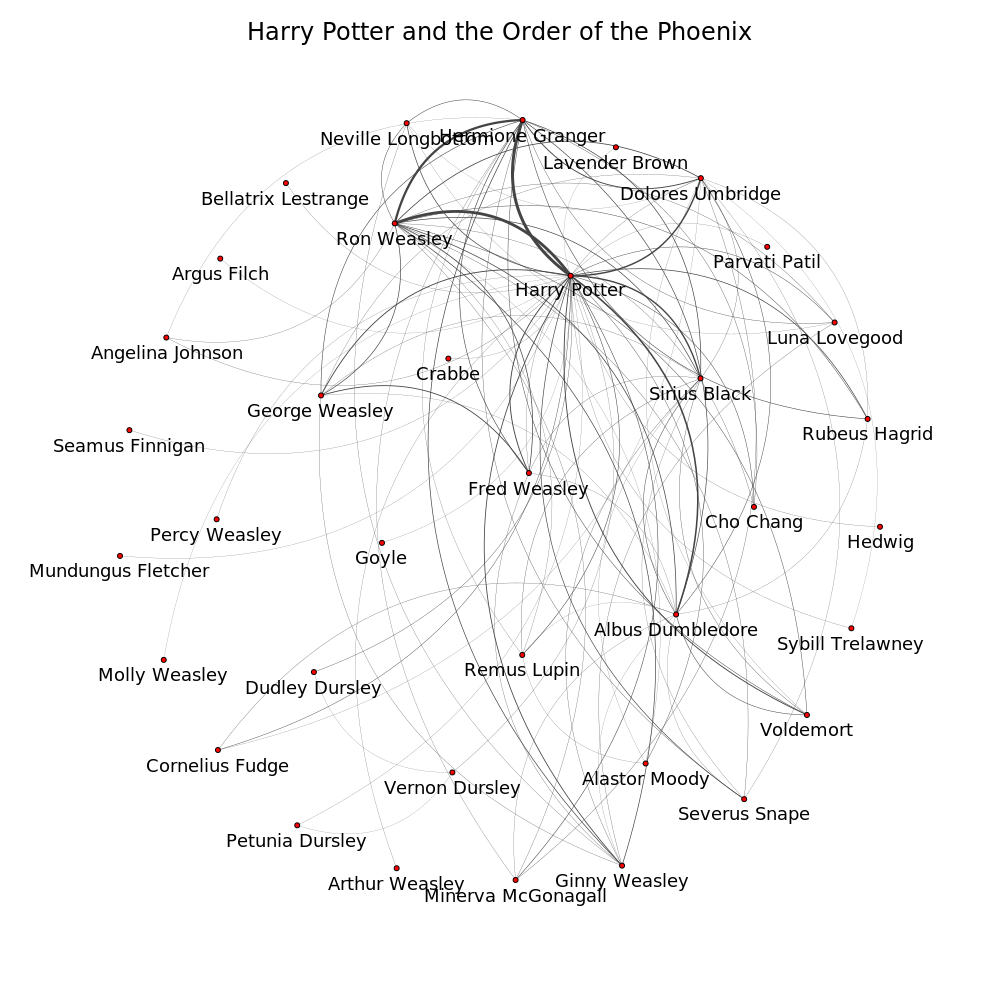 Harry Potter and the Order of the Phoenix
Neville Longbottom
Hermione Granger
Lavender Brown
Bellatrix Lestrange
Dolores Umbridge
Ron Weasley
Parvati Patil
Argus Filch
Harry Potter
Luna Lovegood
Angelina Johnson
Crabbe
Sirius Black
George Weasley
Rubeus Hagrid
Seamus Finnigan
Fred Weasley
Cho Chang
Percy Weasley
Hedwig
Goyle
Mundungus Fletcher
Albus Dumbledore
Sybill Trelawney
Remus Lupin
Molly Weasley
Dudley Dursley
Voldemort
Cornelius Fudge
Alastor Moody
Vernon Dursley
Severus Snape
Petunia Dursley
Ginny Weasley
Arthur Weasley
Minerva McGonagall